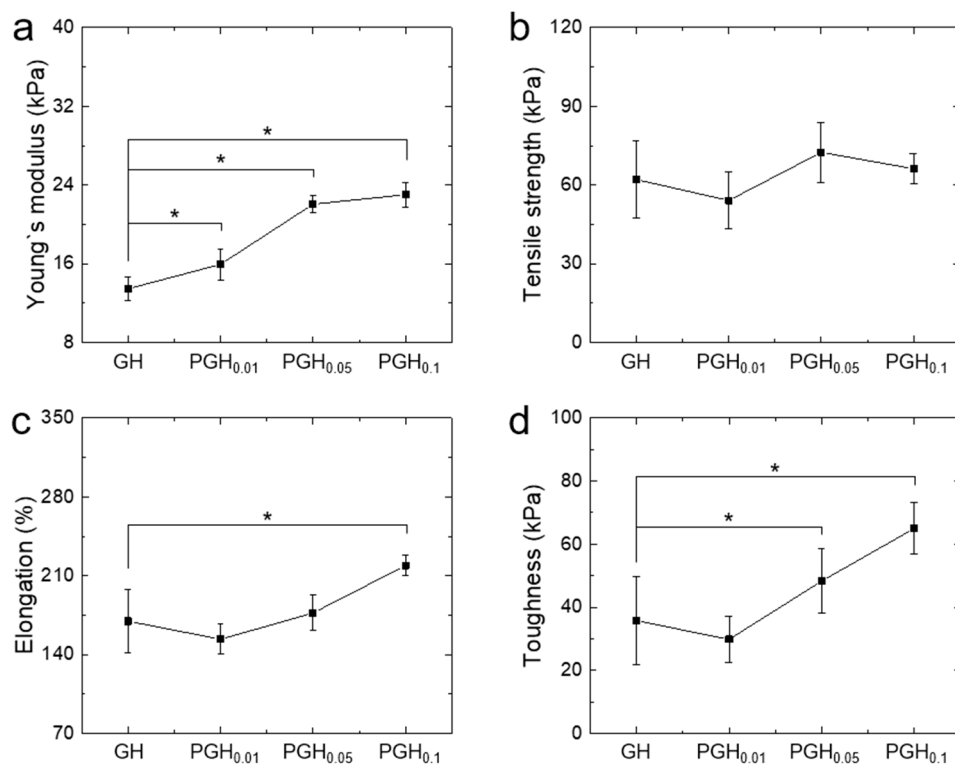 a
Young`s modulus (kPa)
40
32
24
16
8
*
*
*
GH PGH0.01 PGH0.05 PGH0.1
b
Tensile strength (kPa)
120
90
60
30
0
GH PGH0.01 PGH0.05 PGH0.1
c
Elongation (%)
350
280
210
140
70
*
GH PGH0.01 PGH0.05 PGH0.1
d
Toughness (kPa)
100
80
60
40
20
0
*
*
GH PGH0.01 PGH0.05 PGH0.1